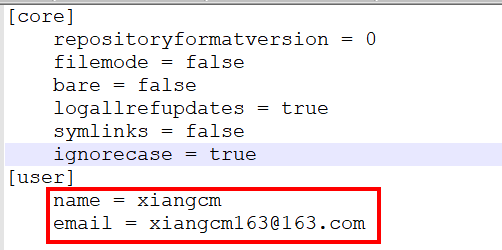 [core]
repositoryformatversion = 0
filemode = false
bare = false
logallrefupdates = true
symlinks = false
ignorecase = true
[user]
name = xiangcm
email = xiangcm163@163.com